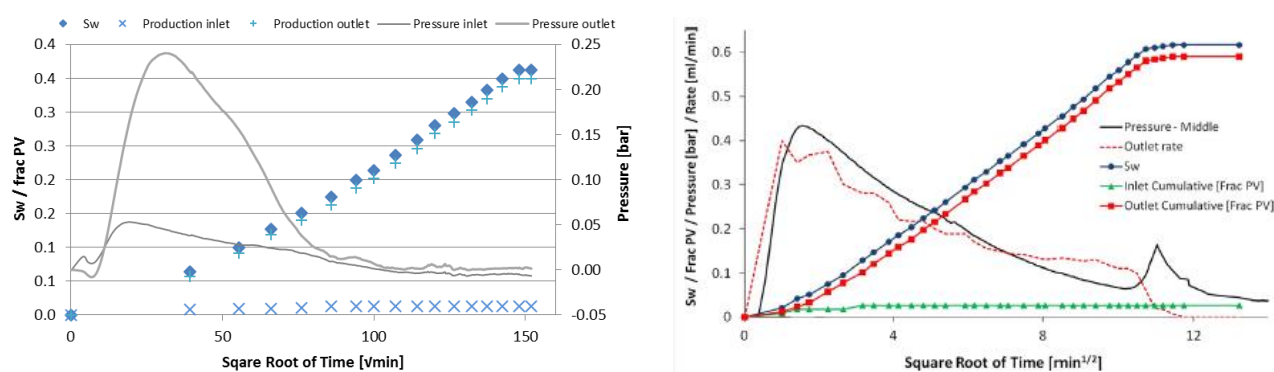 Sw Production inlet Production outlet Pressure inlet Pressure outlet
0.4
0.4
0.3
0.3
0.2
0.2
0.1
0.1
0.0
Sw / frac PV
0.25
0.20
0.15
0.10
0.05
0.00
-0.05
Pressure [bar]
0 50 100 150
Sqare Root of Time [√min]
0.6
0.5
0.4
0.3
0.2
0.1
0
Sw / Frac PV / Pressure [bar] / Rate [ml/min]
Pressure - Middle
Outlet rate
Sw
Inlet Cumulative [Frac PV]
Outlet Cumulative [Frac PV]
0 4 8 12
Square Root of Time [min1/2]